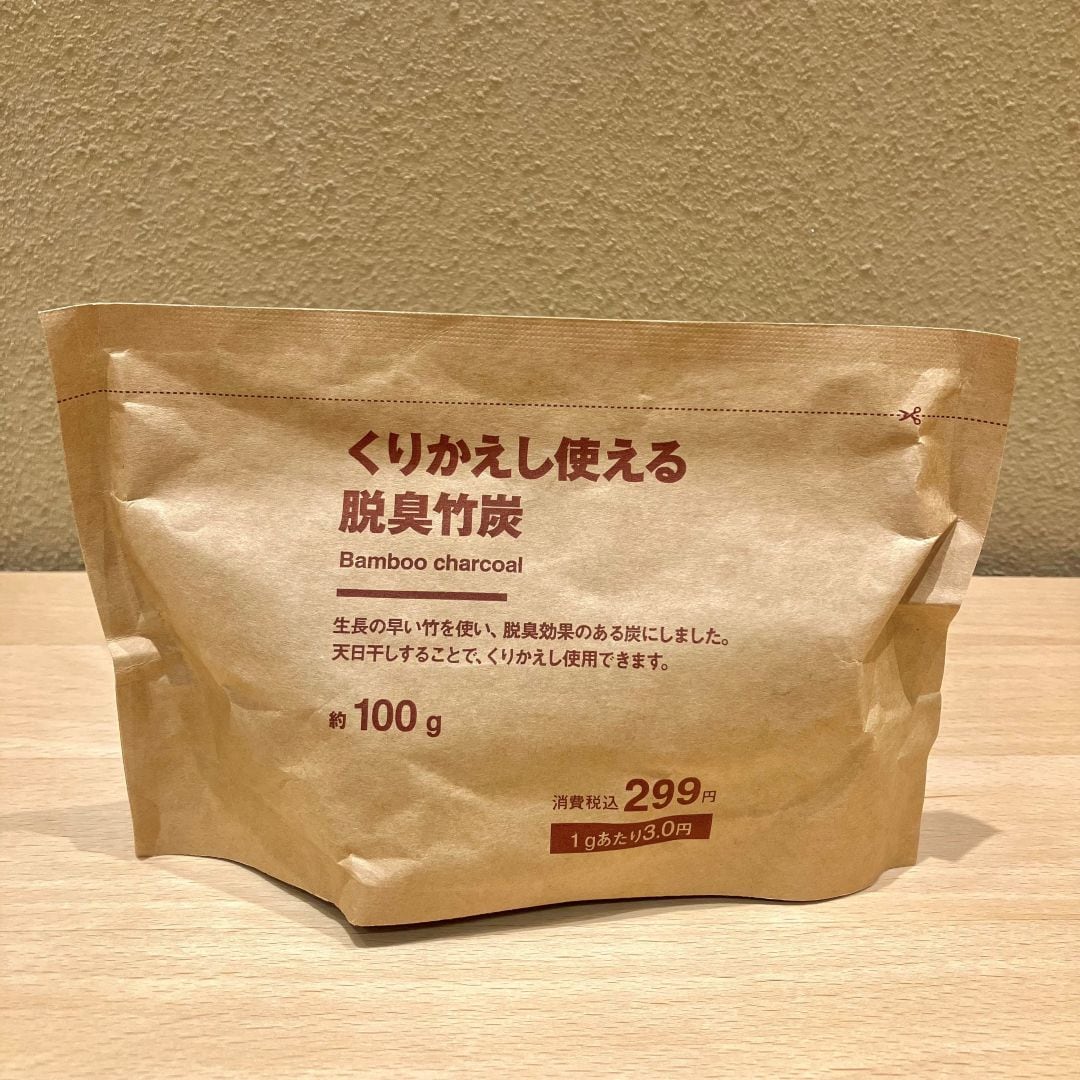 くりかえし使える
脱臭竹炭
Bamboo charcoal
生長の早い竹を使い、脱臭効果のある炭にしました。
天日干しすることで、くりかえし使用できます。
約 100 g
消費税込 299円
1gあたり3.0円